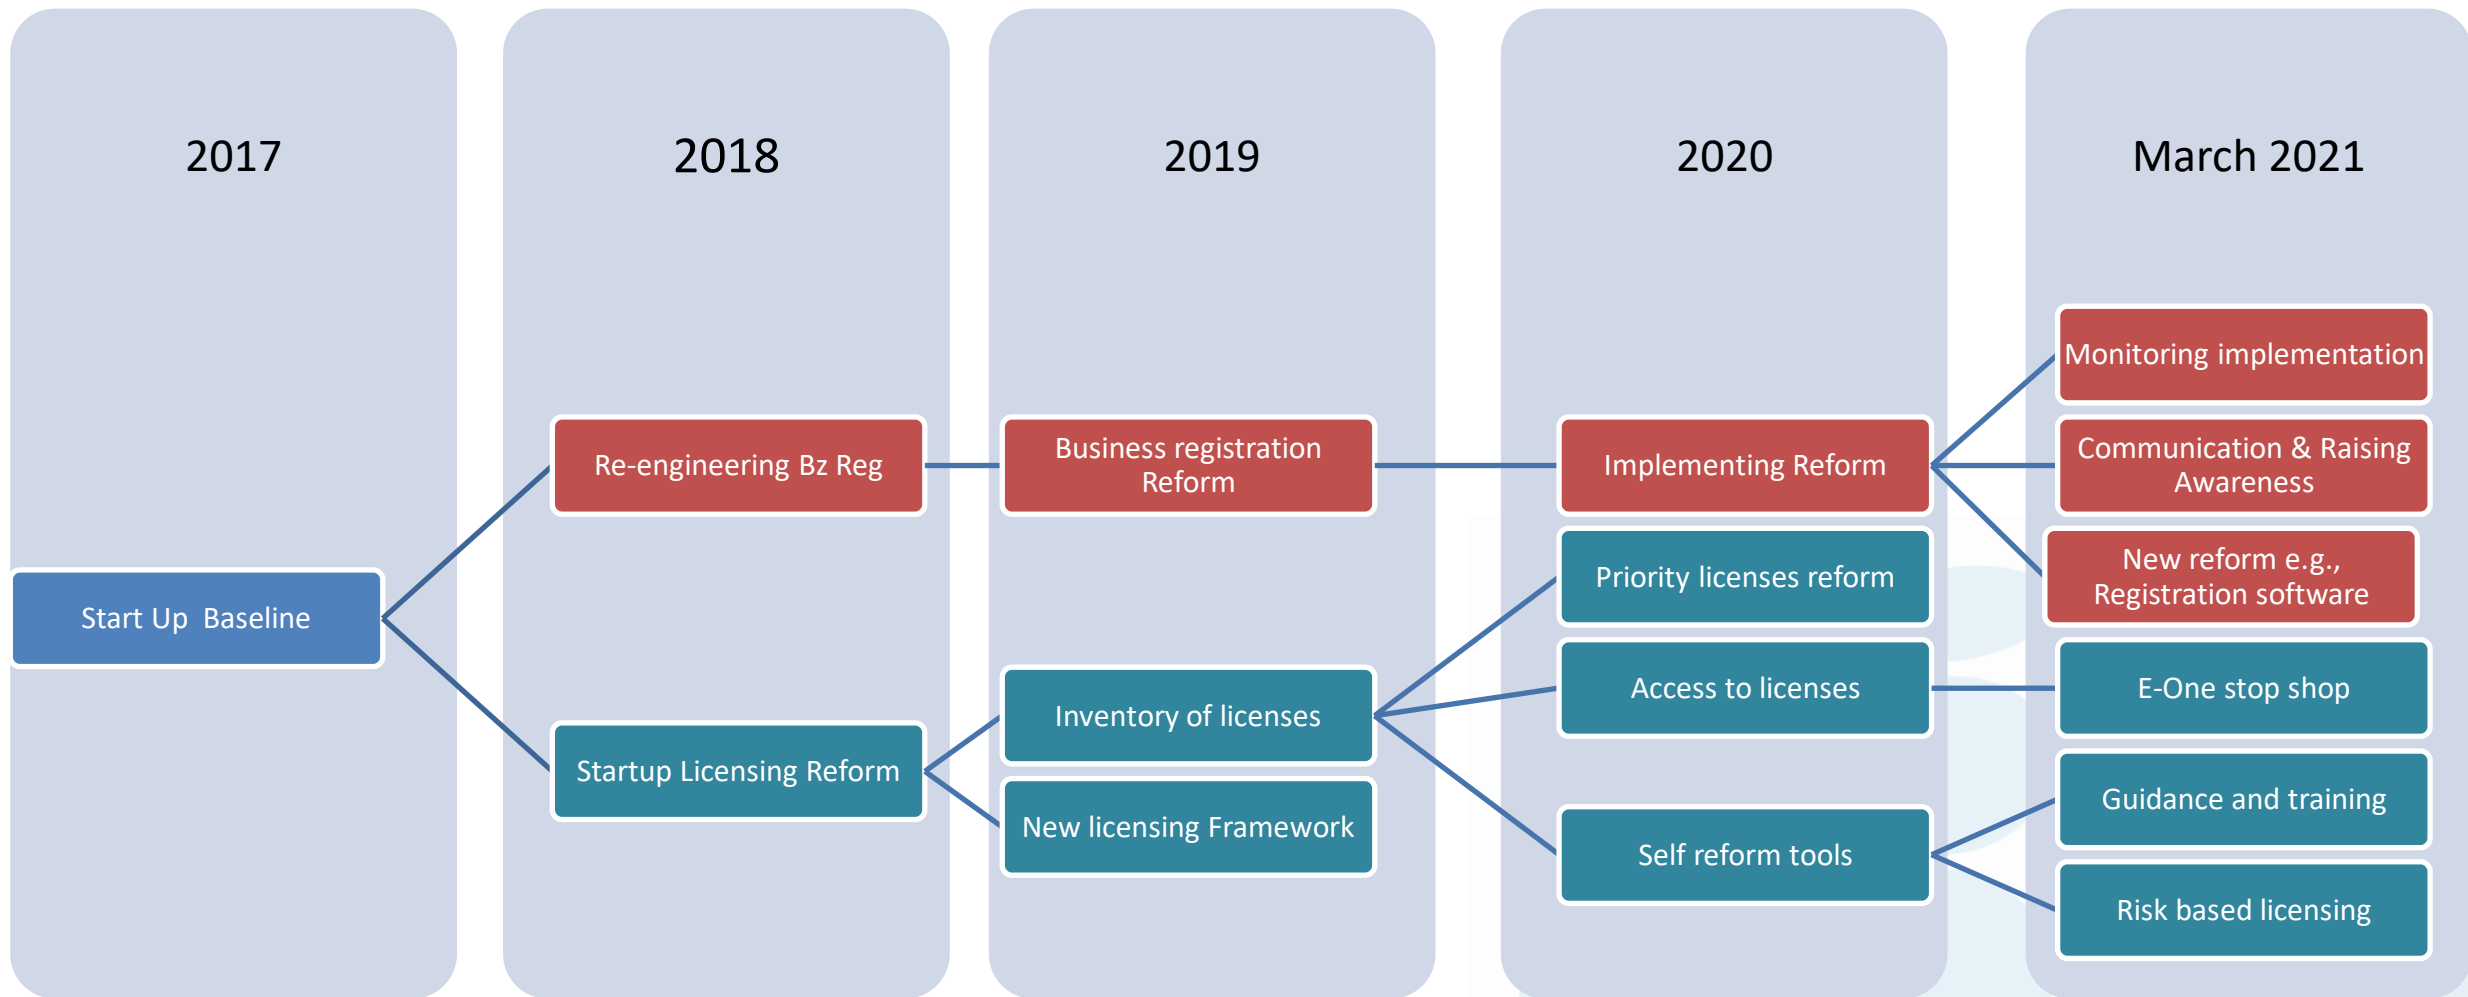 2017
2018
2019
2020
March 2021
Start Up  Baseline
Re-engineering Bz Reg
Startup Licensing Reform
Business registration
Reform
Inventory of licenses
New licensing Framework
Implementing Reform
Priority licenses reform
Access to licenses
Self reform tools
Monitoring implementation
Communication & Raising
Awareness
New reform e.g.,
Registration software
E-One stop shop
Guidance and training
Risk based licensing